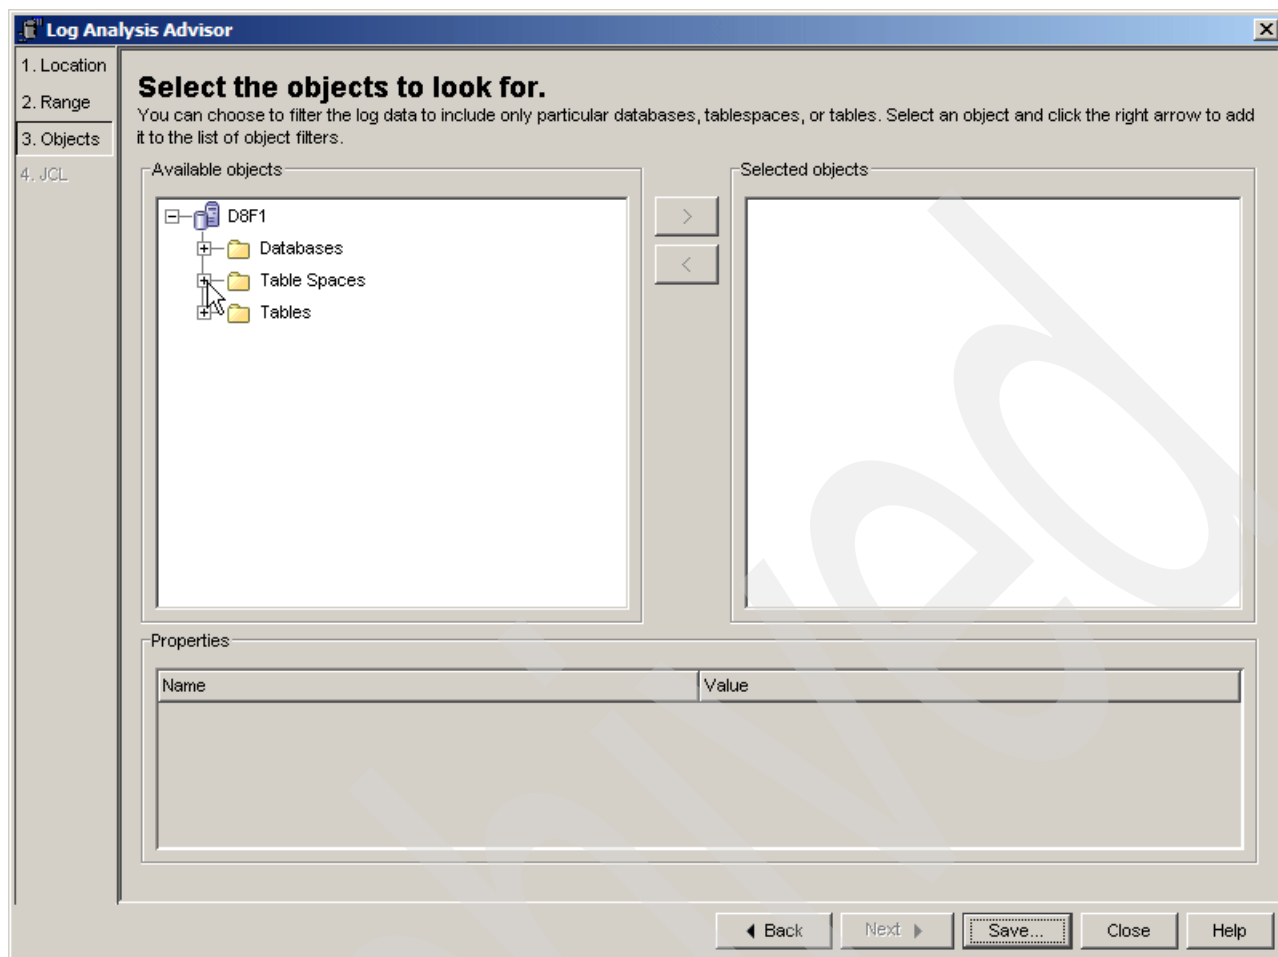 Log Analysis Advisor
1. Location
2. Range
3. Objects
4. JCL
Select the objects to look for.
You can choose to filter the log data to include only particular databases, tablespaces, or tables. Select an object and click the right arrow to add
it to the list of object filters.
Available objects
D8F1
Databases
Table Spaces
Tables
>
<
Selected objects
Properties
Name Value
Back Next Save... Close Help